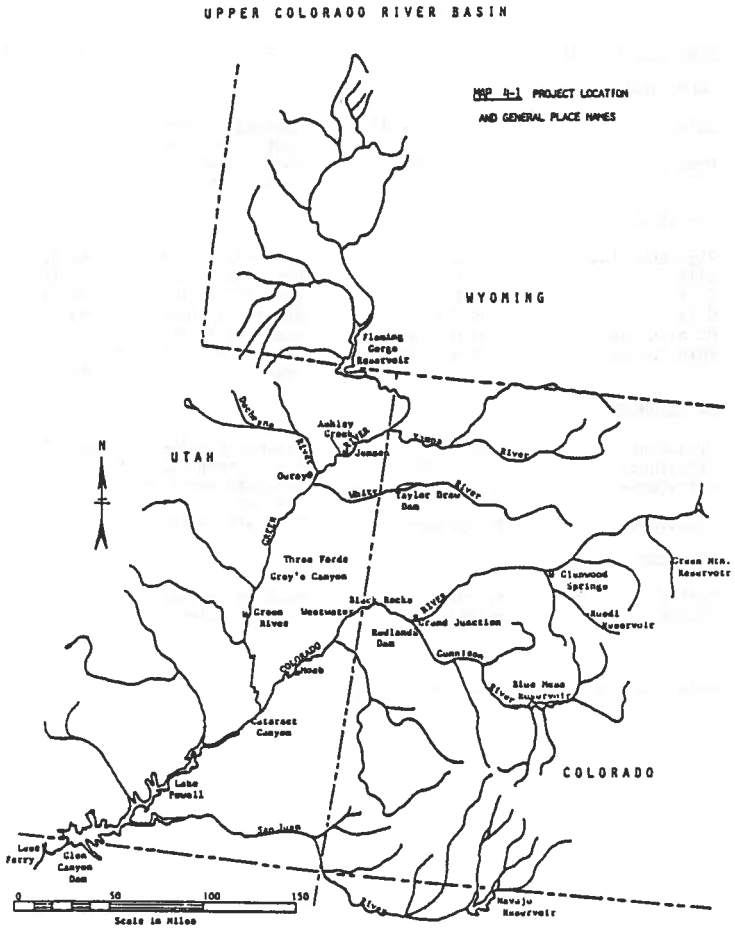 UPPER COLORADO RIVER BASIN
MAP 4-1 PROJECT LOCATION
AND GENERAL PLACE NAMES
WYOMING
Flaming
Gorge
Reservoir
Duchesne
River
Ashley
Creek
RIVER
Jensen
Yampa
River
N
UTAH
Ouray
White
River
Taylor Draw
Dam
GREEN
Three Fords
Gray's Canyon
Green Mtn.
Reservoir
Glenwood
Springs
Black Rocks
RIVER
Green
River
Westwater
Grand Junction
Ruedi
Reservoir
Redlands
Dam
Gunnison
COLORADO
Moab
River
Blue Mesa
Reservoir
Cataract
Canyon
COLORADO
Lake
Powell
San Juan
Lees
Ferry
Glen
Canyon
Dam
River
Navajo
Reservoir
0 50 100 150
Scale in Miles